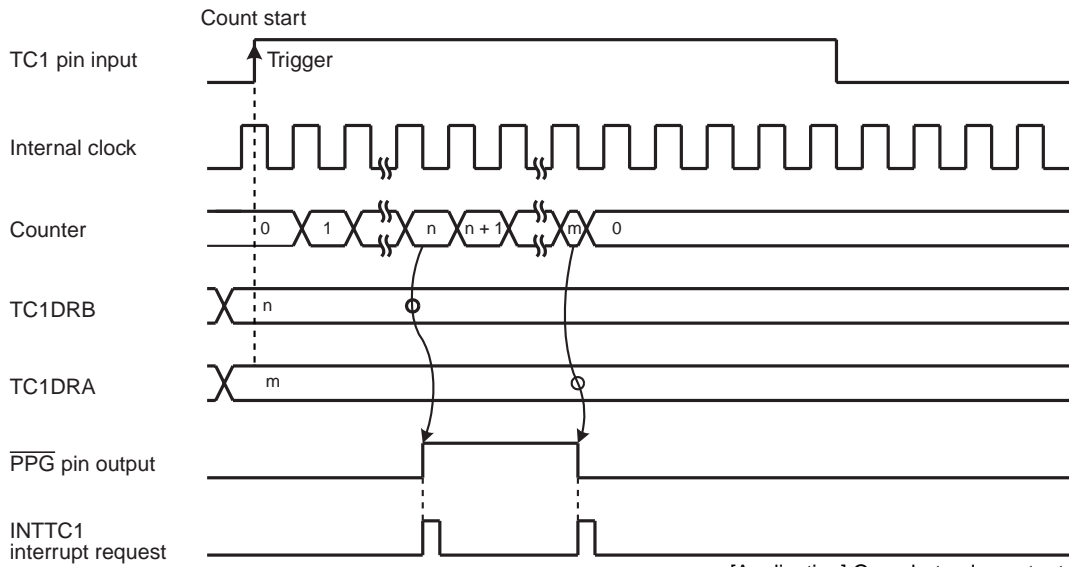 Count start
TC1 pin input
Trigger
Internal clock
Counter
0 1 n n + 1 m 0
TC1DRB
n
TC1DRA
m
PPG pin output
INTTC1
interrupt request